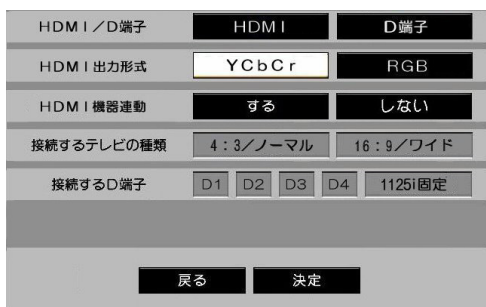 HDMI/D端子 HDMI D端子
HDMI出力形式 YCbCr RGB
HDMI機器連動 する しない
接続するテレビの種類 4:3/ノーマル 16:9/ワイド
接続するD端子 D1 D2 D3 D4 1125i固定
戻る 決定